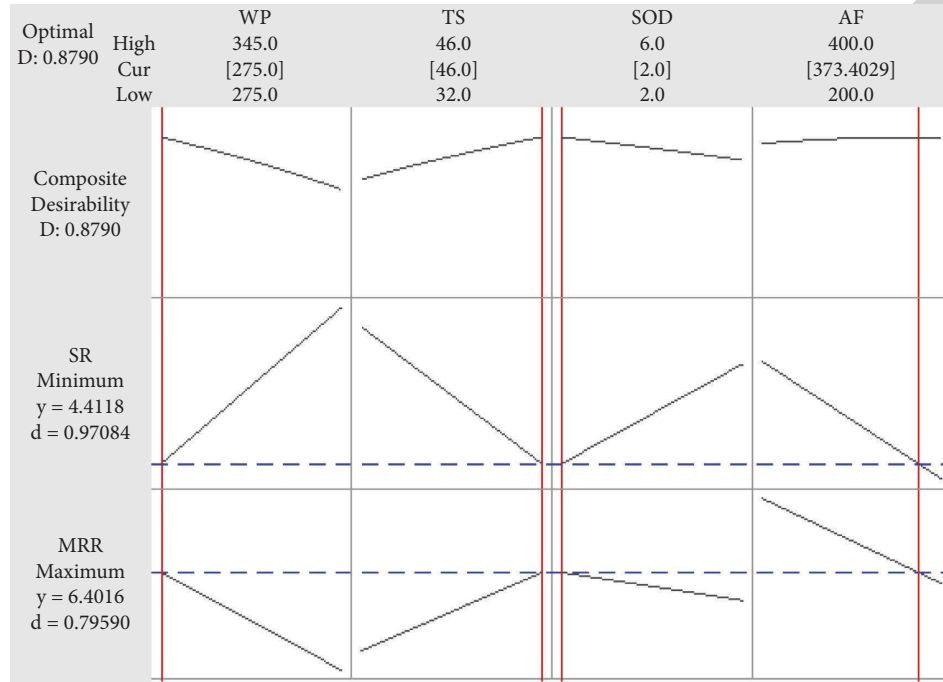 Optimal
D: 0.8790
High
Cur
Low
WP
345.0
[275.0]
275.0
TS
46.0
[46.0]
32.0
SOD
6.0
[2.0]
2.0
AF
400.0
[373.4029]
200.0
Composite
Desirability
D: 0.8790
SR
Minimum
y = 4.4118
d = 0.97084
MRR
Maximum
y = 6.4016
d = 0.79590